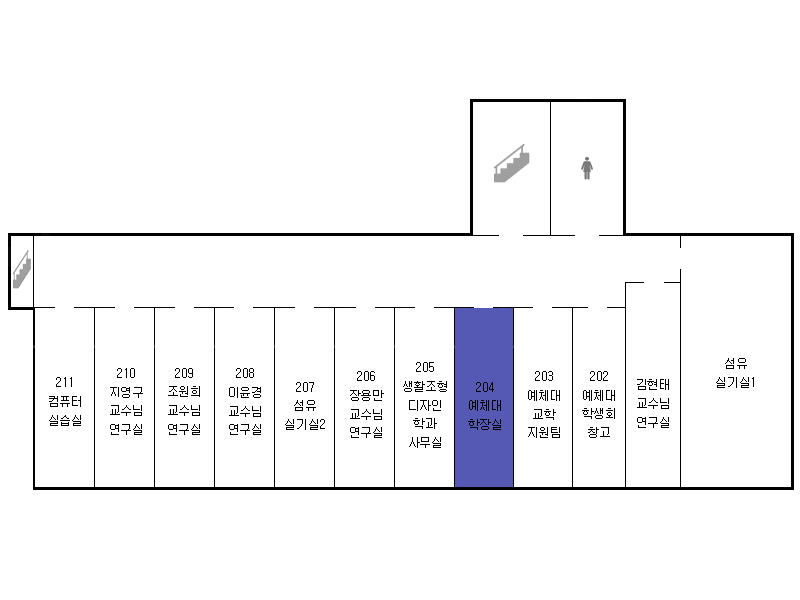 211
컴퓨터
실습실
210
지영구
교수님
연구실
209
조원희
교수님
연구실
208
이윤경
교수님
연구실
207
섬유
실기실2
206
장용만
교수님
연구실
205
생활조형
디자인
학과
사무실
204
예체대
학장실
203
예체대
교학
지원팀
202
예체대
학생회
창고
김현태
교수님
연구실
섬유
실기실1